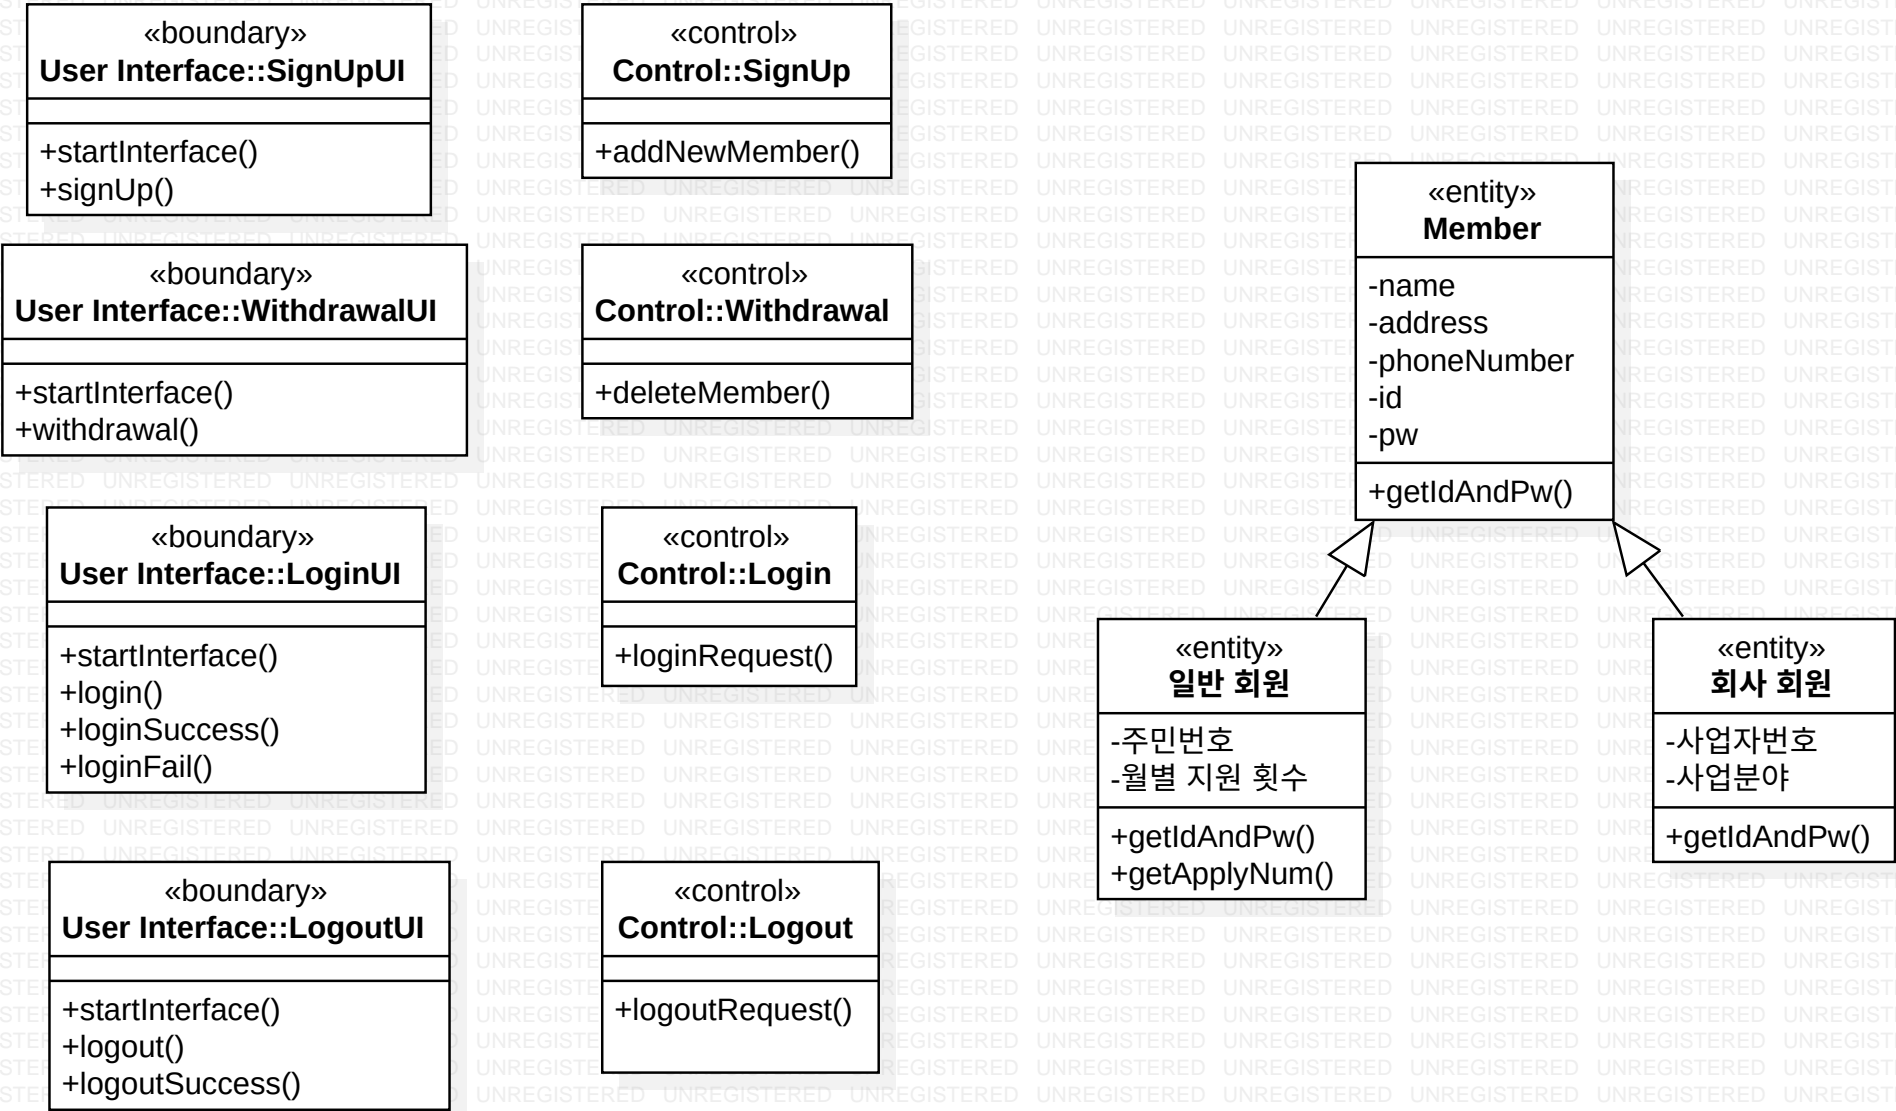 «boundary»
User Interface::SignUpUI
+startInterface()
+signUp()
«control»
Control::SignUp
+addNewMember()
«boundary»
User Interface::WithdrawalUI
+startInterface()
+withdrawal()
«control»
Control::Withdrawal
+deleteMember()
«boundary»
User Interface::LoginUI
+startInterface()
+login()
+loginSuccess()
+loginFail()
«control»
Control::Login
+loginRequest()
«boundary»
User Interface::LogoutUI
+startInterface()
+logout()
+logoutSuccess()
«control»
Control::Logout
+logoutRequest()
«entity»
Member
-name
-address
-phoneNumber
-id
-pw
+getIdAndPw()
«entity»
일반 회원
-주민번호
-월별 지원 횟수
+getIdAndPw()
+getApplyNum()
«entity»
회사 회원
-사업자번호
-사업분야
+getIdAndPw()
UNREGISTERED